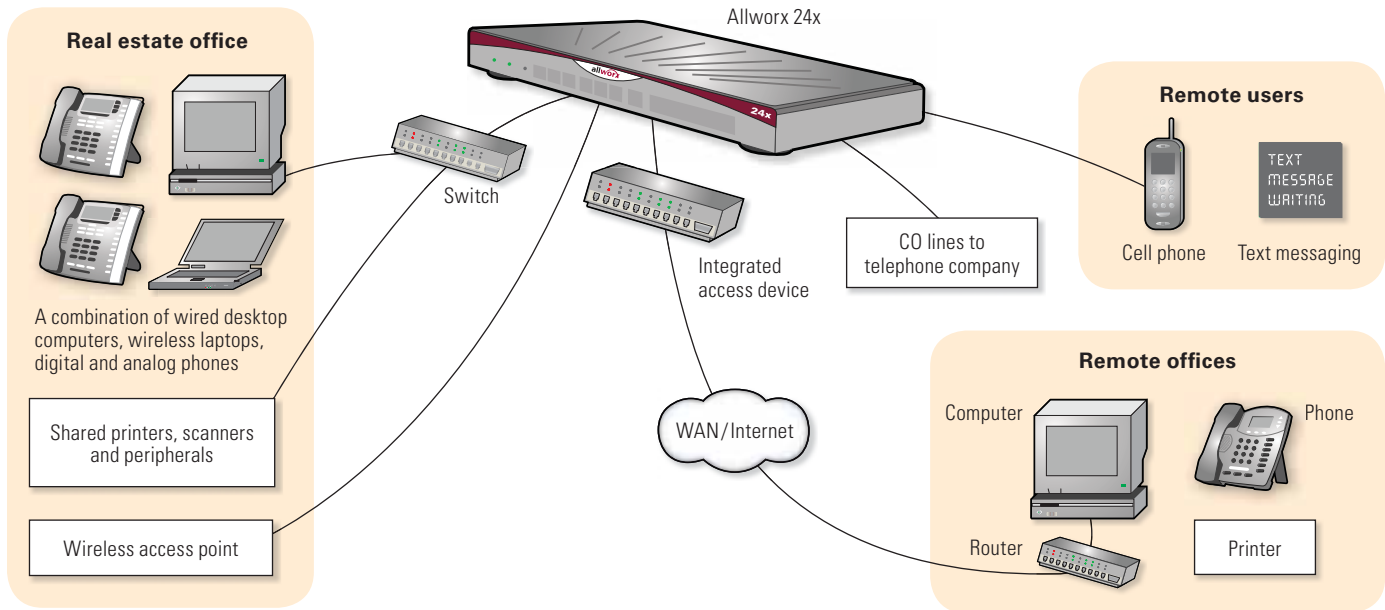 Allworx 24x
allworx
24x
Real estate office
Switch
A combination of wired desktop
computers, wireless laptops,
digital and analog phones
Shared printers, scanners
and peripherals
Wireless access point
Integrated
access device
CO lines to
telephone company
WAN/Internet
Remote users
TEXT
MESSAGE
WAITING
Cell phone
Text messaging
Remote offices
Computer
Phone
Router
Printer